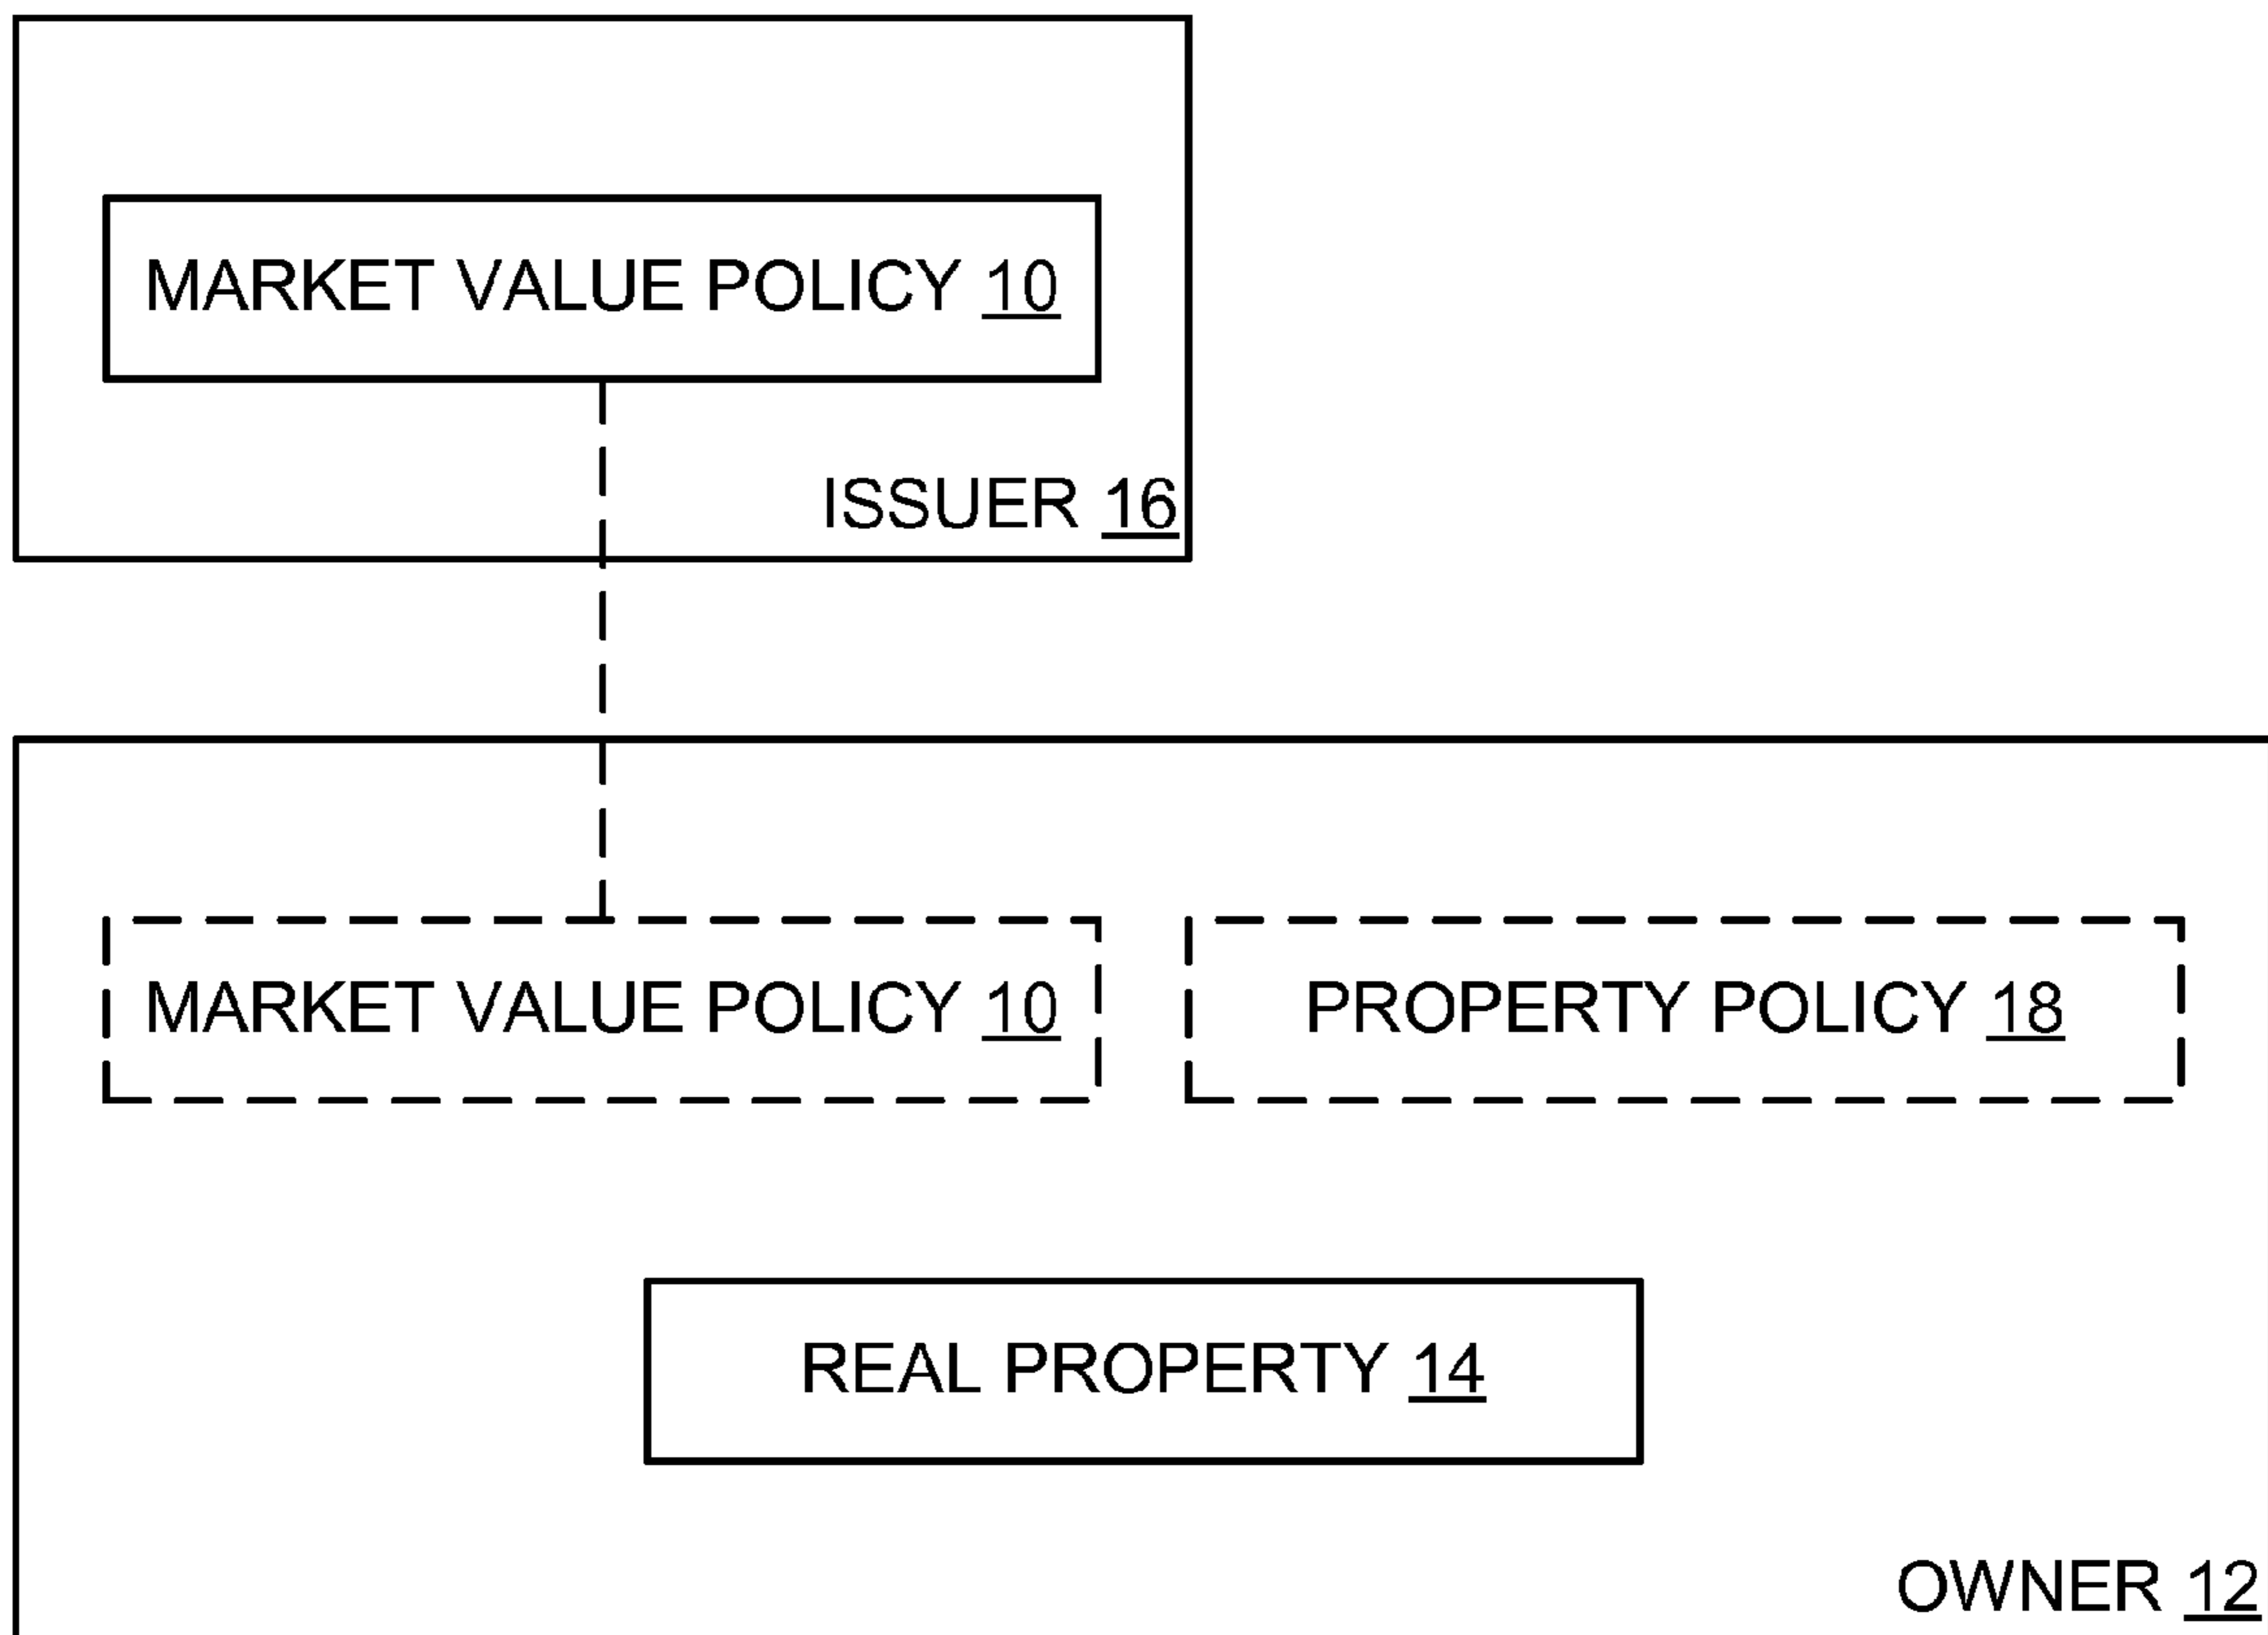 MARKET VALUE POLICY 10
ISSUER 16
MARKET VALUE POLICY 10
PROPERTY POLICY 18
REAL PROPERTY 14
OWNER 12